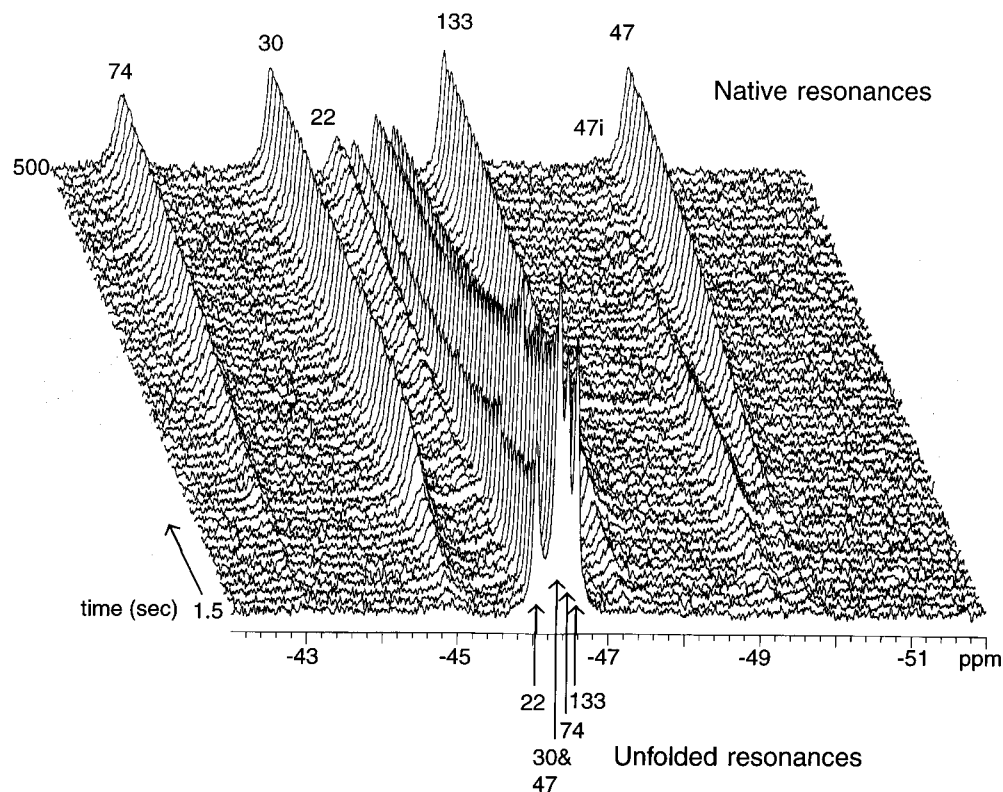 133
30
47
74
Native resonances
22
47i
500
time (sec) 1.5
-43 -45 -47 -49 -51 ppm
22 133
74
30& Unfolded resonances
47